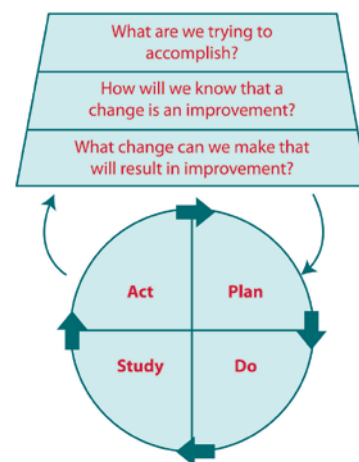 What are we trying to
accomplish?
How will we know that a
change is an improvement?
What change can we make that
will result in improvement?
Act
Plan
Study
Do